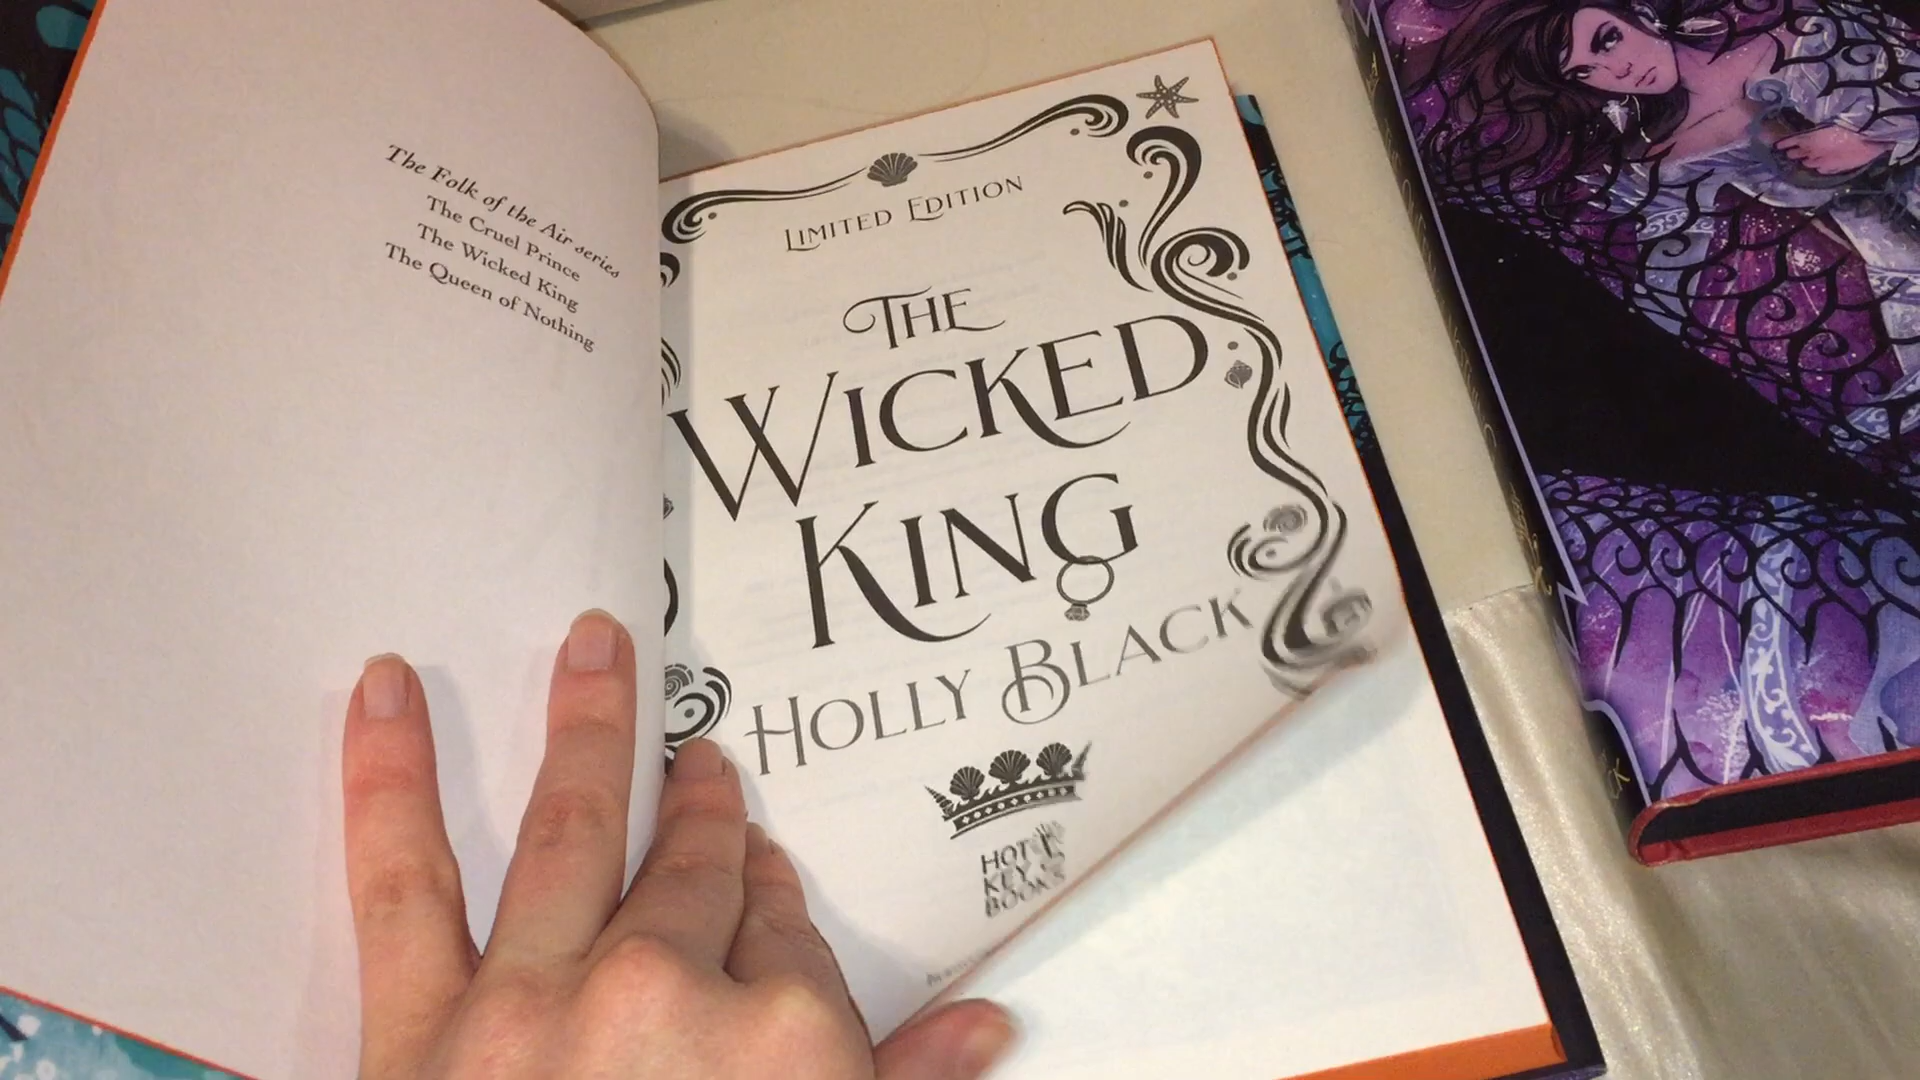 The Folk of the Air series
The Cruel Prince
The Wicked King
The Queen of Nothing
LIMITED EDITION
THE
WICKED
KING
HOLLY BLACK
HOT
KEY
BOOKS